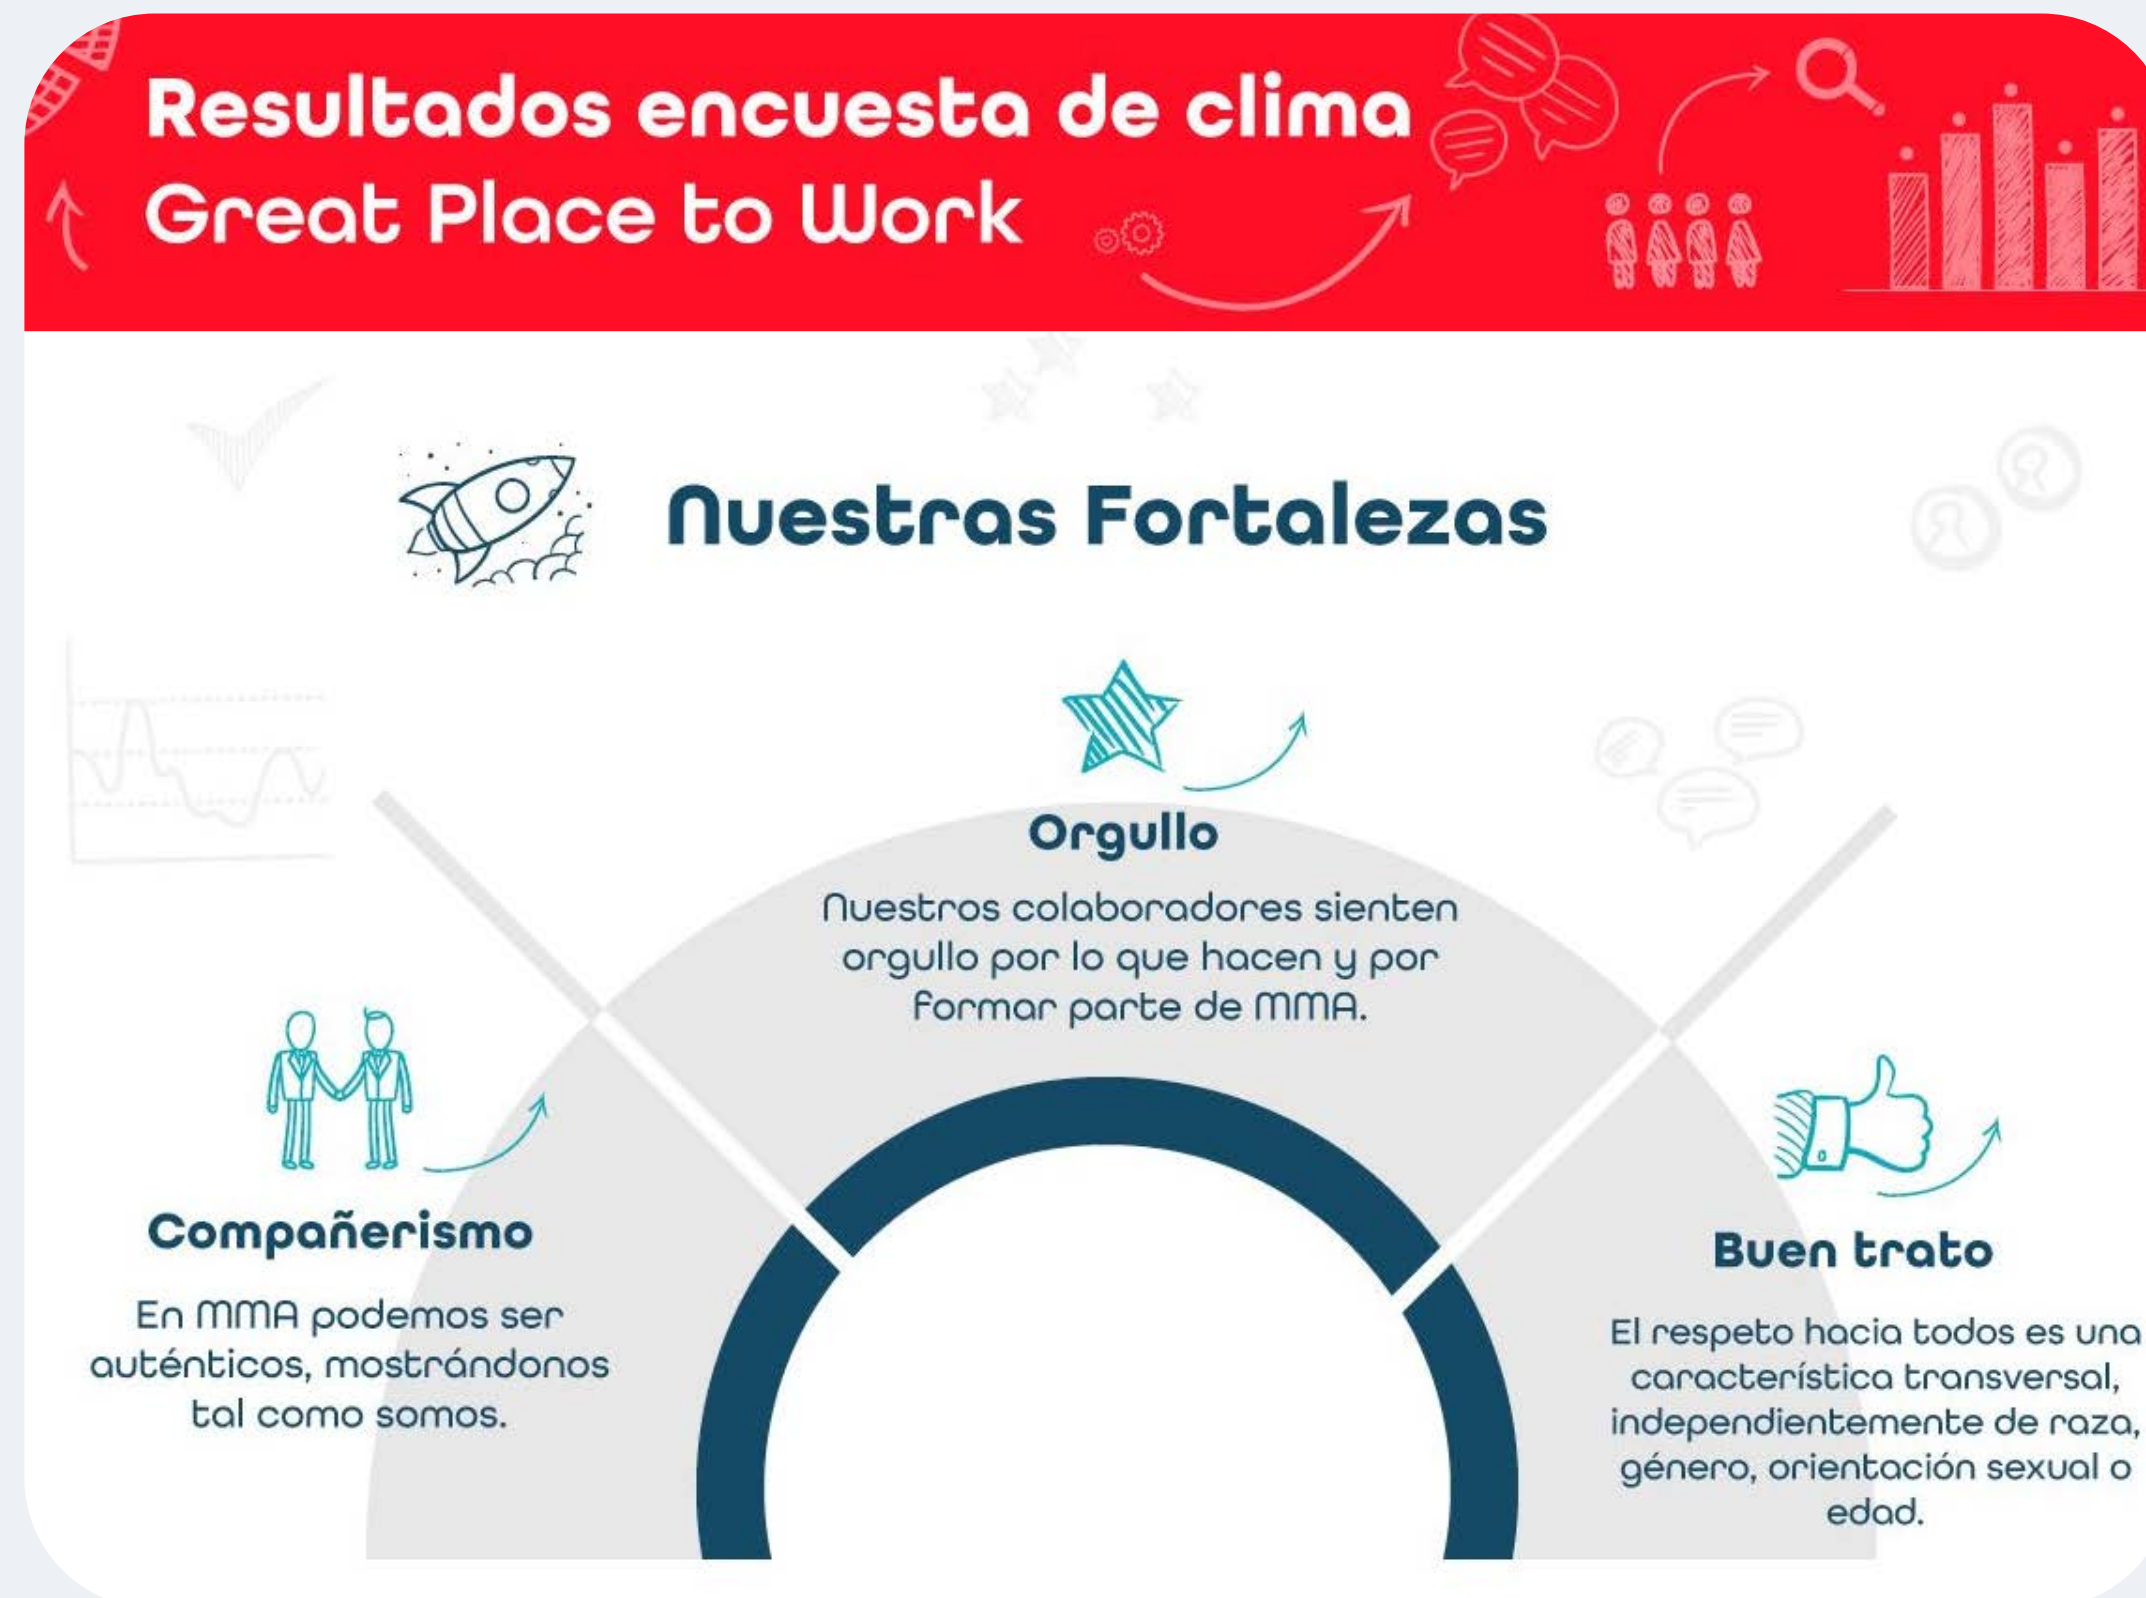 Resultados encuesta de clima
Great Place to Work
Nuestras Fortalezas
Orgullo
Nuestros colaboradores sienten
orgullo por lo que hacen y por
formar parte de MMA.
Compañerismo
En MMA podemos ser
auténticos, mostrándonos
tal como somos.
Buen trato
El respeto hacia todos es una
característica transversal,
independientemente de raza,
género, orientación sexual o
edad.